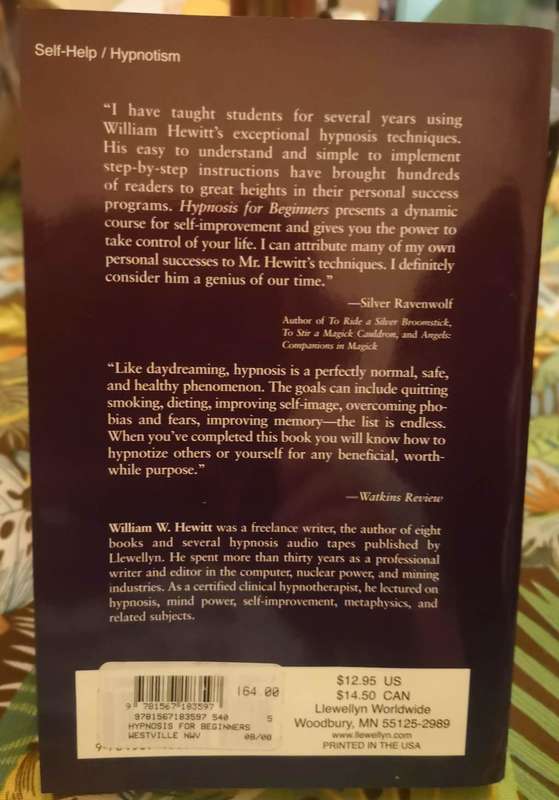 Self-Help / Hypnotism
“I have taught students for several years using
William Hewitt’s exceptional hypnosis techniques.
His easy to understand and simple to implement
step-by-step instructions have brought hundreds
of readers to great heights in their personal success
programs. Hypnosis for Beginners presents a dynamic
course for self-improvement and gives you the power to
take control of your life. I can attribute many of my own
personal successes to Mr. Hewitt’s techniques. I definitely
consider him a genius of our time.”
—Silver Ravenwolf
Author of To Ride a Silver Broomstick,
To Stir a Magick Cauldron, and Angels:
Companions in Magick
“Like daydreaming, hypnosis is a perfectly normal, safe,
and healthy phenomenon. The goals can include quitting
smoking, dieting, improving self-image, overcoming pho-
bias and fears, improving memory—the list is endless.
When you’ve completed this book you will know how to
hypnotize others or yourself for any beneficial, worth-
while purpose.”
—Watkins Review
William W. Hewitt was a freelance writer, the author of eight
books and several hypnosis audio tapes published by
Llewellyn. He spent more than thirty years as a professional
writer and editor in the computer, nuclear power, and mining
industries. As a certified clinical hypnotherapist, he lectured on
hypnosis, mind power, self-improvement, metaphysics, and
related subjects.
164.00
9 781567 183597
9781567183597 540 5
HYPNOSIS FOR BEGINNERS
WESTVILLE NWV 08/08
$12.95 US
$14.50 CAN
Llewellyn Worldwide
Woodbury, MN 55125-2989
www.llewellyn.com
PRINTED IN THE USA